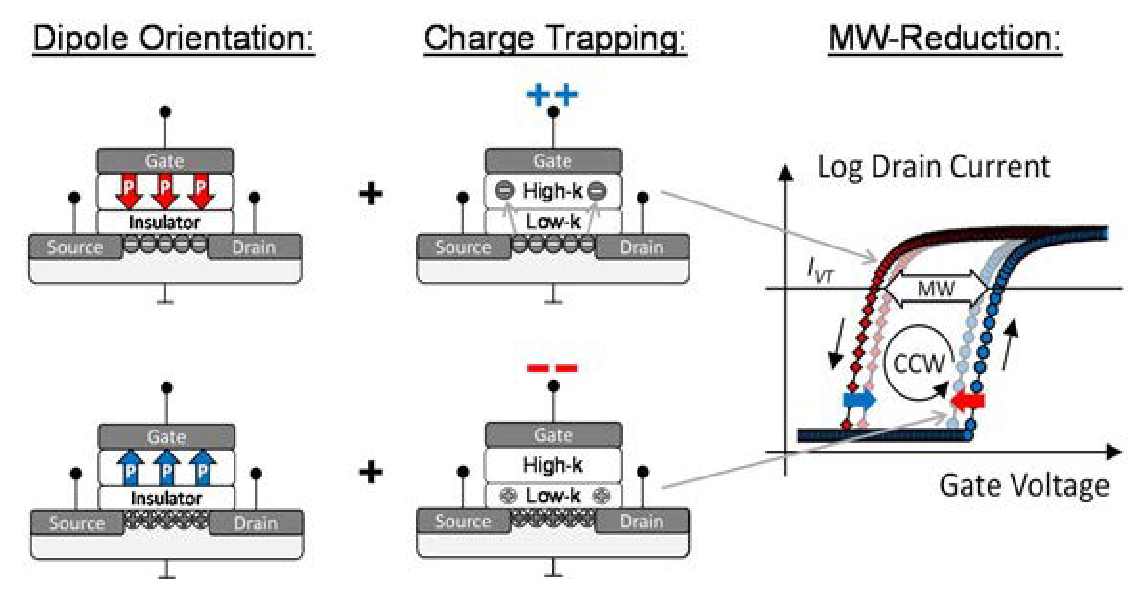 Dipole Orientation:
Charge Trapping:
MW-Reduction:
++
Gate
P P P
Insulator
Source
Drain
+
Gate
High-k
Low-k
Source
Drain
Log Drain Current
I_VT
MW
CCW
Gate Voltage
− −
Gate
P P P
Insulator
Source
Drain
+
Gate
High-k
Low-k
Source
Drain